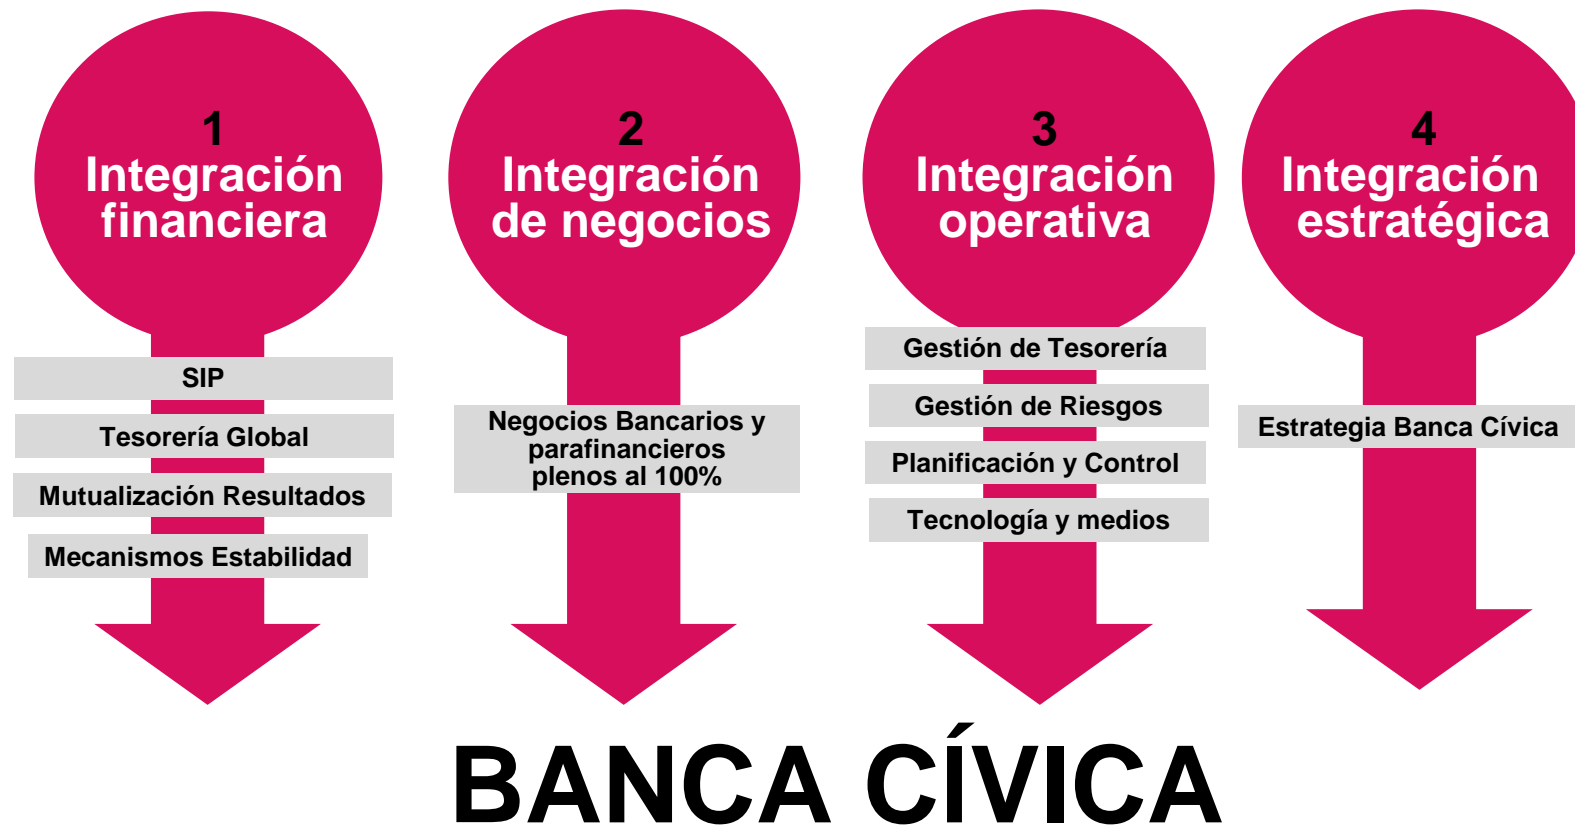 1
Integración
financiera
SIP
Tesorería Global
Mutualización Resultados
Mecanismos Estabilidad
2
Integración
de negocios
Negocios Bancarios y
parafinancieros
plenos al 100%
3
Integración
operativa
Gestión de Tesorería
Gestión de Riesgos
Planificación y Control
Tecnología y medios
4
Integración
estratégica
Estrategia Banca Cívica
BANCA CÍVICA